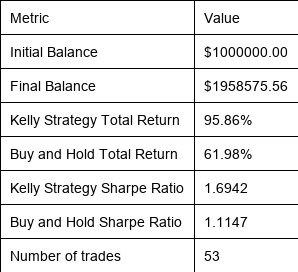 Metric Value
Initial Balance $1000000.00
Final Balance $1958575.56
Kelly Strategy Total Return 95.86%
Buy and Hold Total Return 61.98%
Kelly Strategy Sharpe Ratio 1.6942
Buy and Hold Sharpe Ratio 1.1147
Number of trades 53